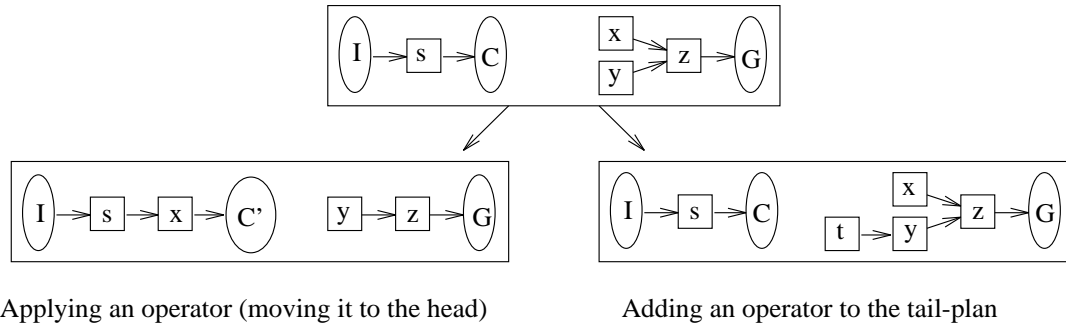 I s C x y z G
I s x C' y z G
I s C x t y z G
Applying an operator (moving it to the head)
Adding an operator to the tail-plan